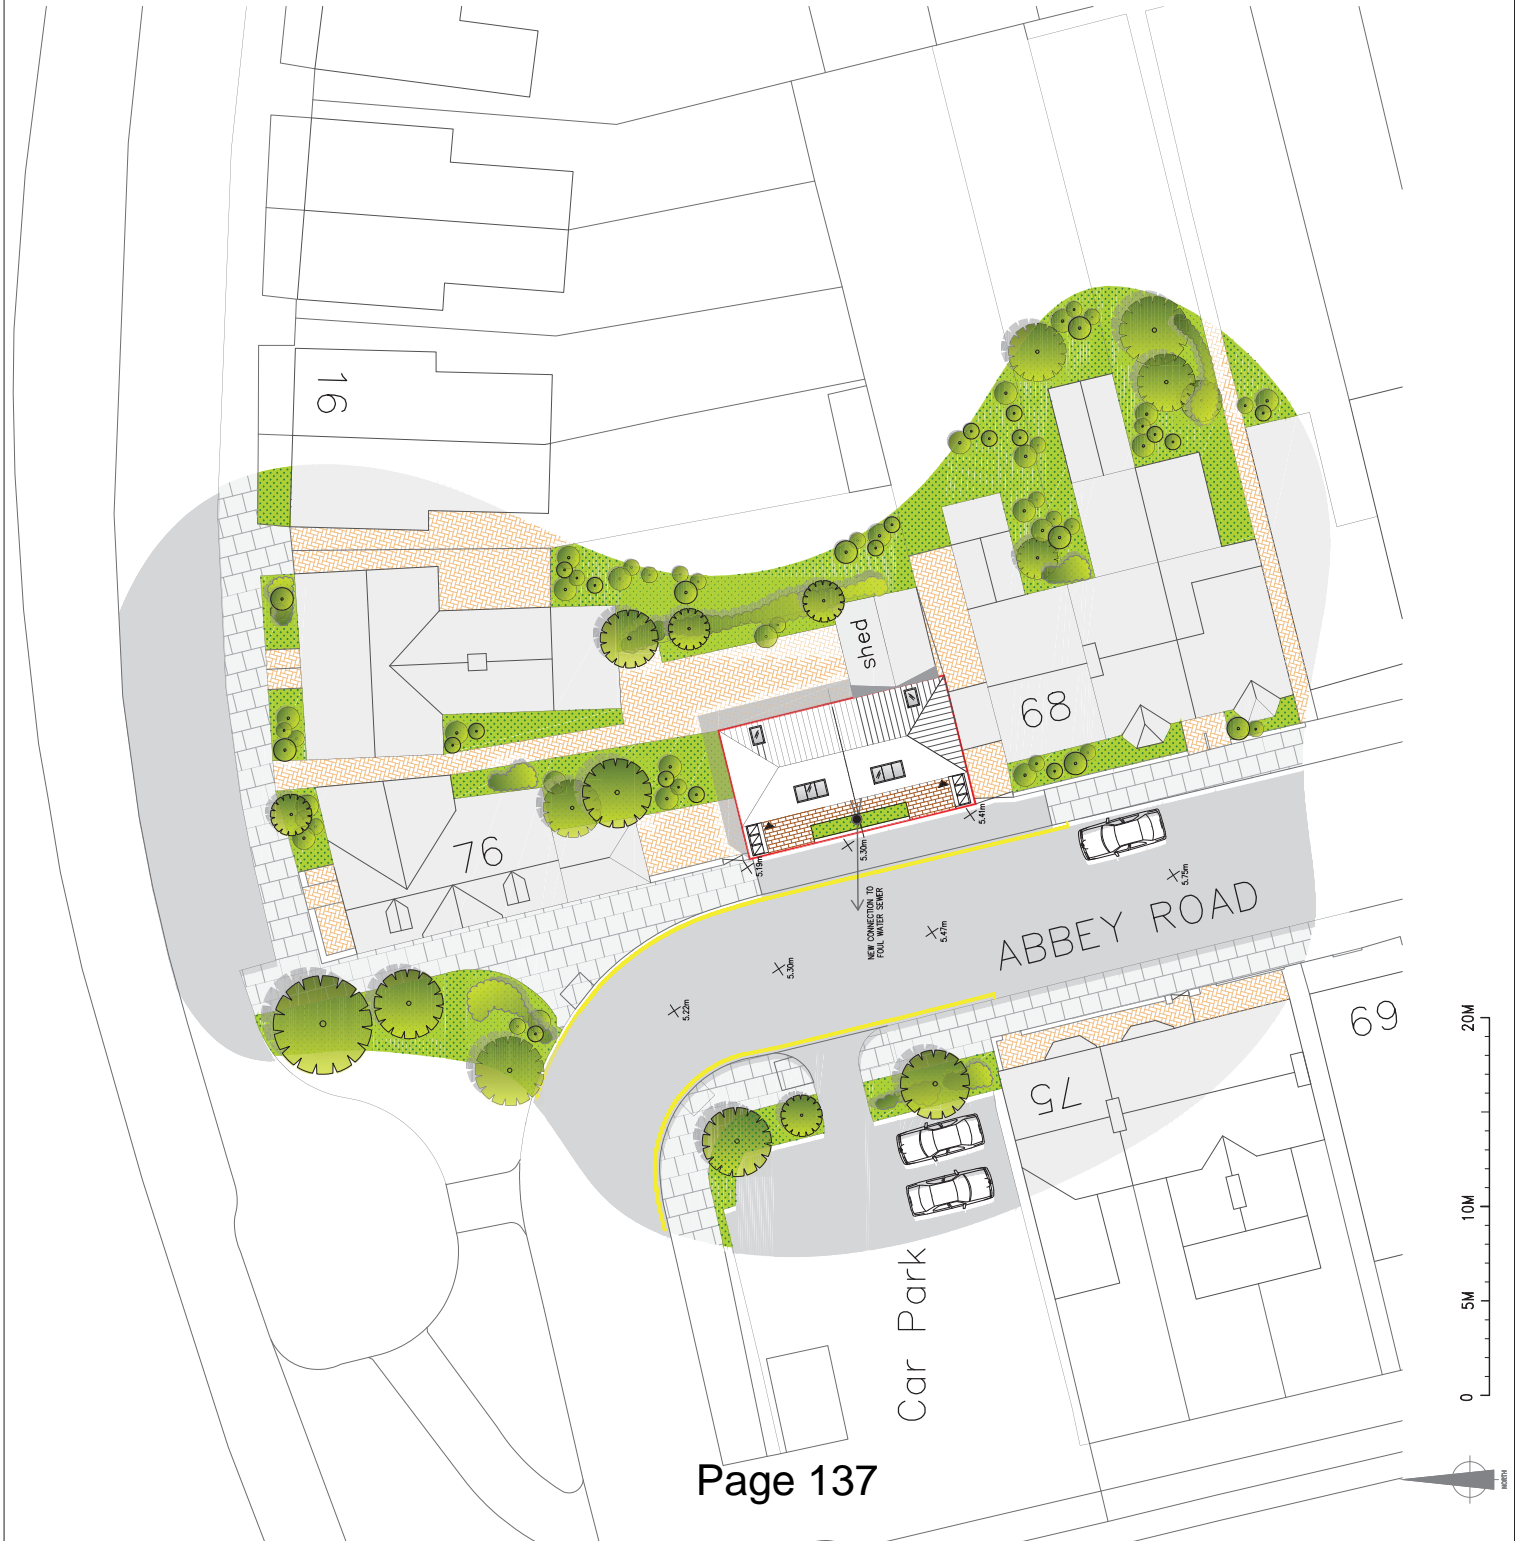 16
shed
68
76
5.41m
5.30m
5.19m
5.75m
NEW CONNECTION TO
FOUL WATER SEWER
ABBEY ROAD
5.47m
5.30m
5.22m
69
75
Car Park
20M
10M
5M
0
NORTH
Page 137